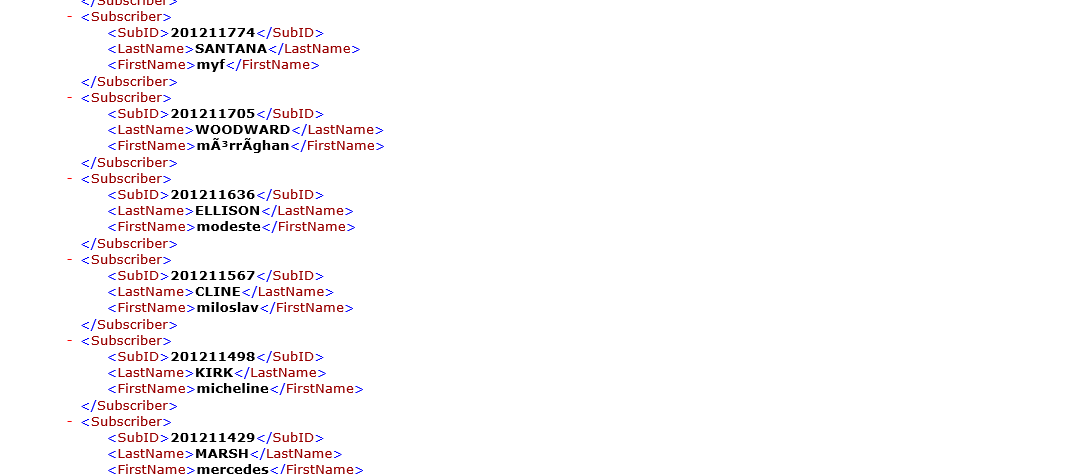 </Subscriber>
- <Subscriber>
<SubID>201211774</SubID>
<LastName>SANTANA</LastName>
<FirstName>myf</FirstName>
</Subscriber>
- <Subscriber>
<SubID>201211705</SubID>
<LastName>WOODWARD</LastName>
<FirstName>mÃ³rrÃghan</FirstName>
</Subscriber>
- <Subscriber>
<SubID>201211636</SubID>
<LastName>ELLISON</LastName>
<FirstName>modeste</FirstName>
</Subscriber>
- <Subscriber>
<SubID>201211567</SubID>
<LastName>CLINE</LastName>
<FirstName>miloslav</FirstName>
</Subscriber>
- <Subscriber>
<SubID>201211498</SubID>
<LastName>KIRK</LastName>
<FirstName>micheline</FirstName>
</Subscriber>
- <Subscriber>
<SubID>201211429</SubID>
<LastName>MARSH</LastName>
<FirstName>mercedes</FirstName>